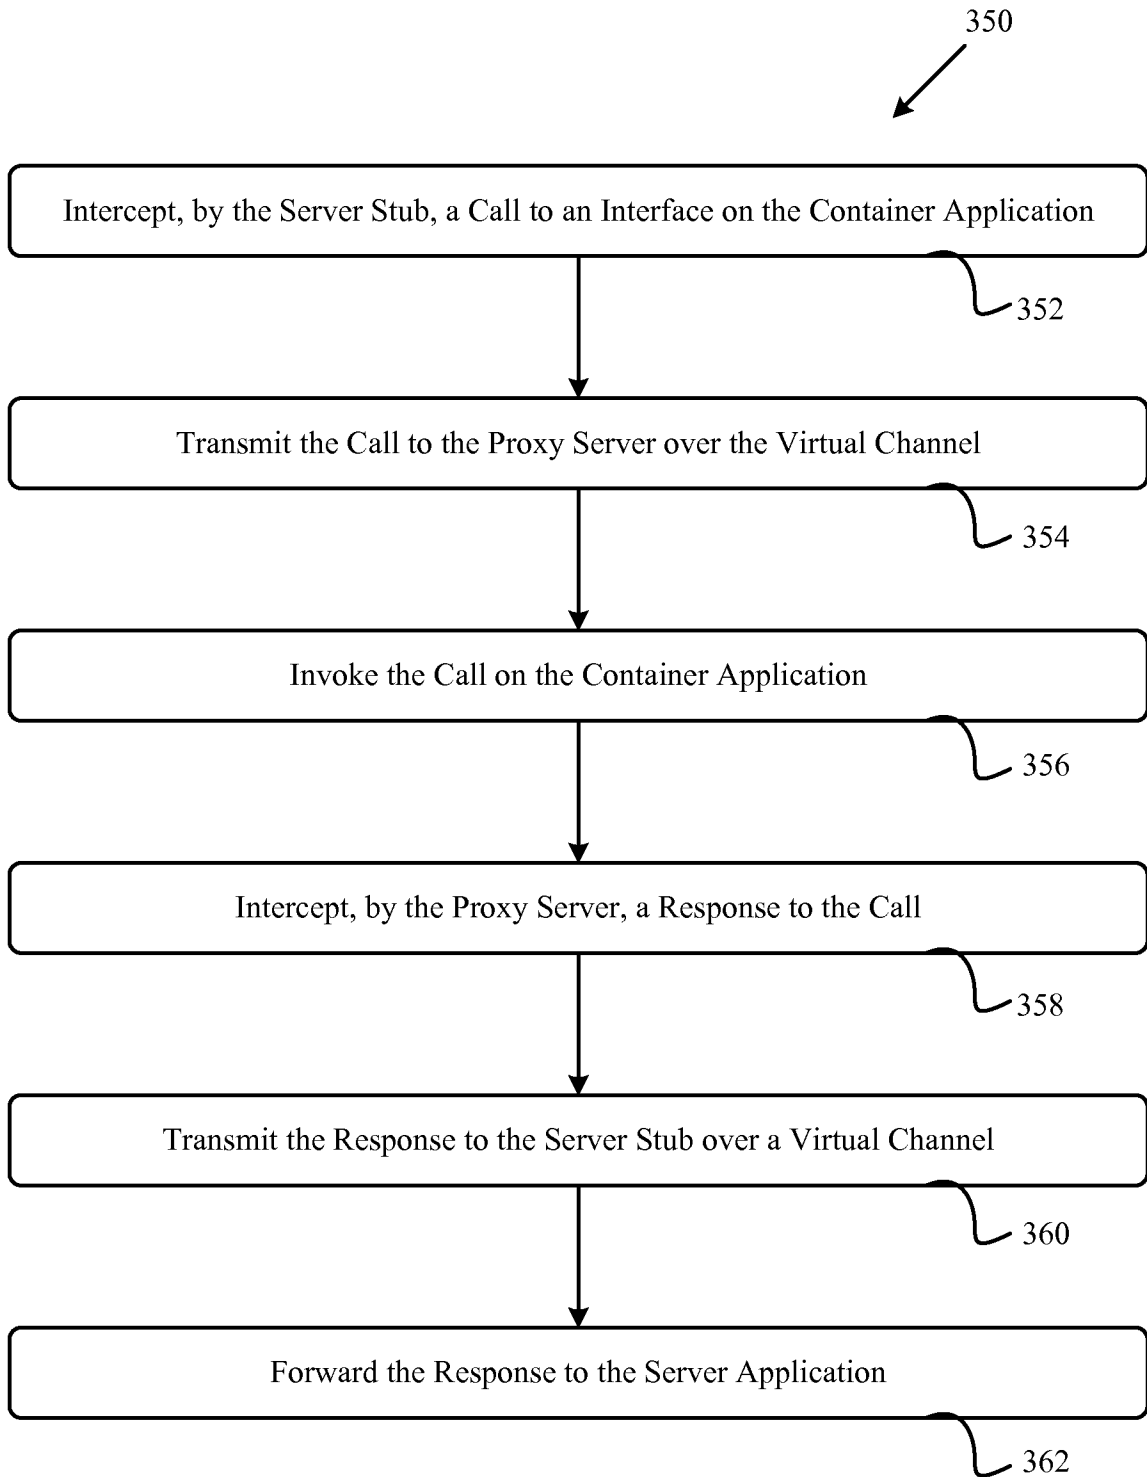 350
Intercept, by the Server Stub, a Call to an Interface on the Container Application
352
Transmit the Call to the Proxy Server over the Virtual Channel
354
Invoke the Call on the Container Application
356
Intercept, by the Proxy Server, a Response to the Call
358
Transmit the Response to the Server Stub over a Virtual Channel
360
Forward the Response to the Server Application
362